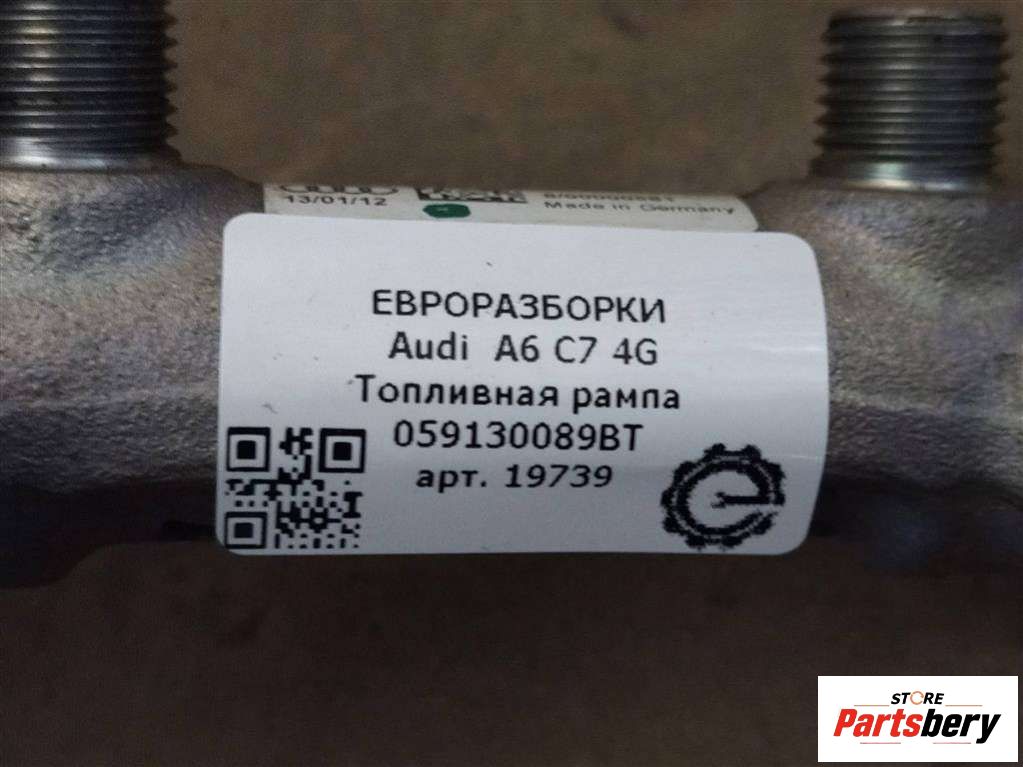 13/01/12
Made in Germany
ЕВРОРАЗБОРКИ
Audi A6 C7 4G
Топливная рампа
059130089BT
арт. 19739
STORE
Partsbery